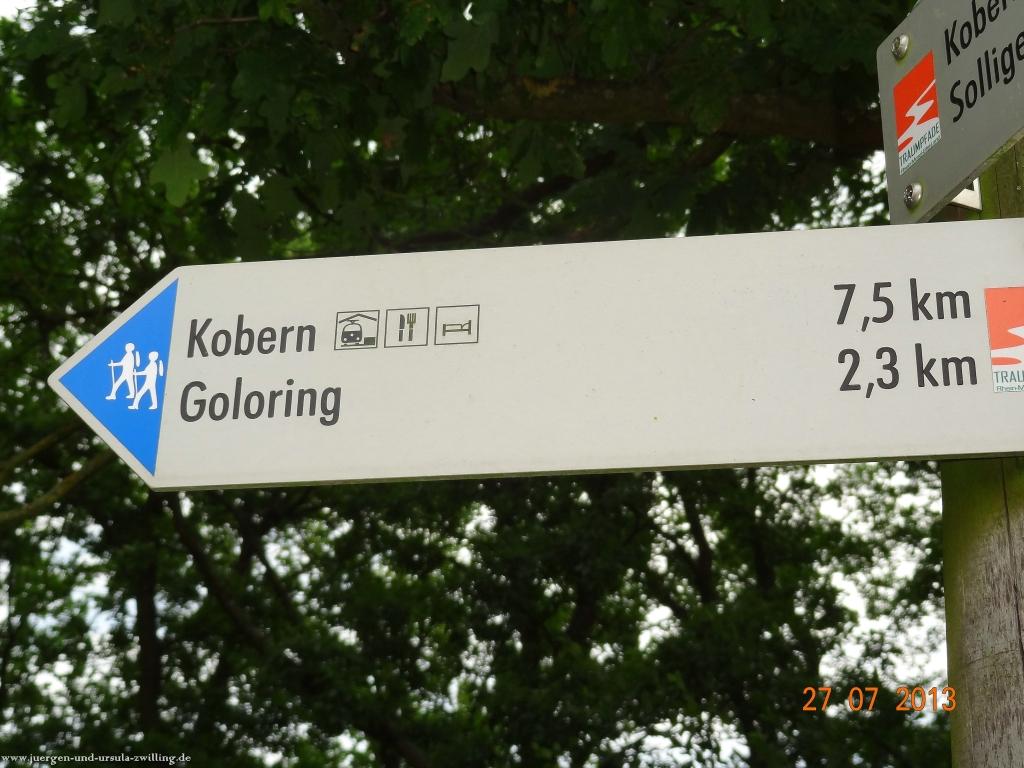 Kobern
Sollige
TRAUMPFADE
Kobern 7,5 km
Goloring 2,3 km
TRAU
Rhein-M
27 07 2013
www.juergen-und-ursula-zwilling.de